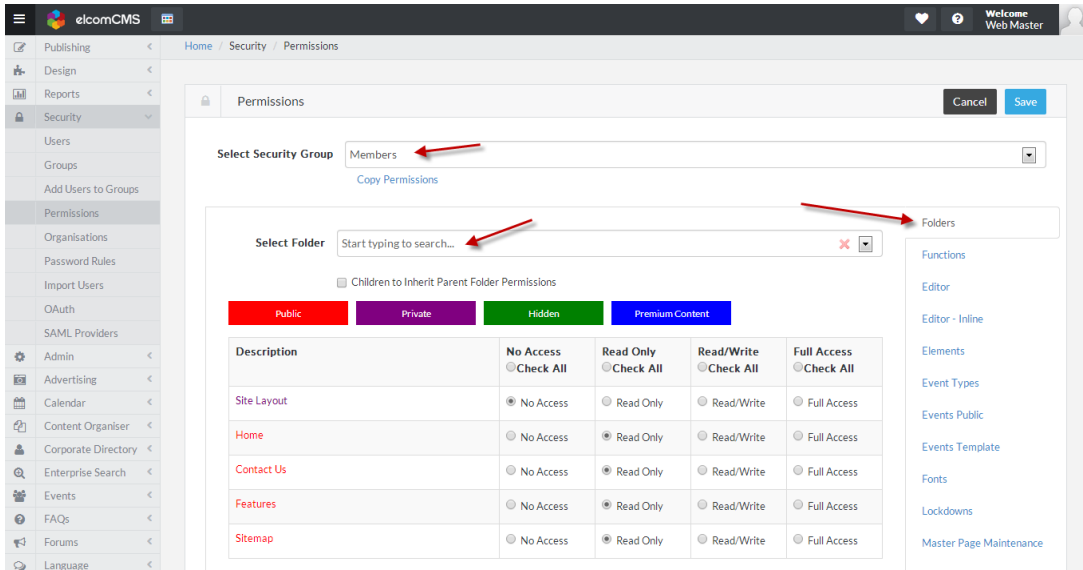 elcomCMS
Welcome
Web Master
Publishing
Design
Reports
Security
Users
Groups
Add Users to Groups
Permissions
Organisations
Password Rules
Import Users
OAuth
SAML Providers
Admin
Advertising
Calendar
Content Organiser
Corporate Directory
Enterprise Search
Events
FAQs
Forums
Language
Home / Security / Permissions
Permissions
Cancel Save
Select Security Group Members
Copy Permissions
Select Folder Start typing to search...
Children to Inherit Parent Folder Permissions
Public Private Hidden Premium Content
Description No Access Read Only Read/Write Full Access
Check All Check All Check All Check All
Site Layout No Access Read Only Read/Write Full Access
Home No Access Read Only Read/Write Full Access
Contact Us No Access Read Only Read/Write Full Access
Features No Access Read Only Read/Write Full Access
Sitemap No Access Read Only Read/Write Full Access
Folders
Functions
Editor
Editor - Inline
Elements
Event Types
Events Public
Events Template
Fonts
Lockdowns
Master Page Maintenance